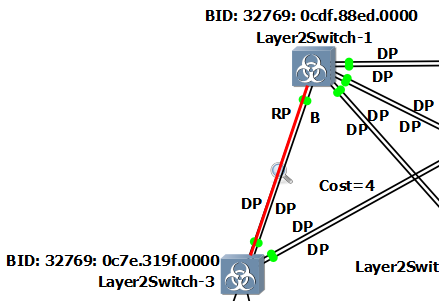 BID: 32769: 0cdf.88ed.0000
Layer2Switch-1
DP
DP
RP
B
DP
DP
DP
DP
Cost=4
DP
DP
DP
DP
BID: 32769: 0c7e.319f.0000
Layer2Switch-3
Layer2Sw